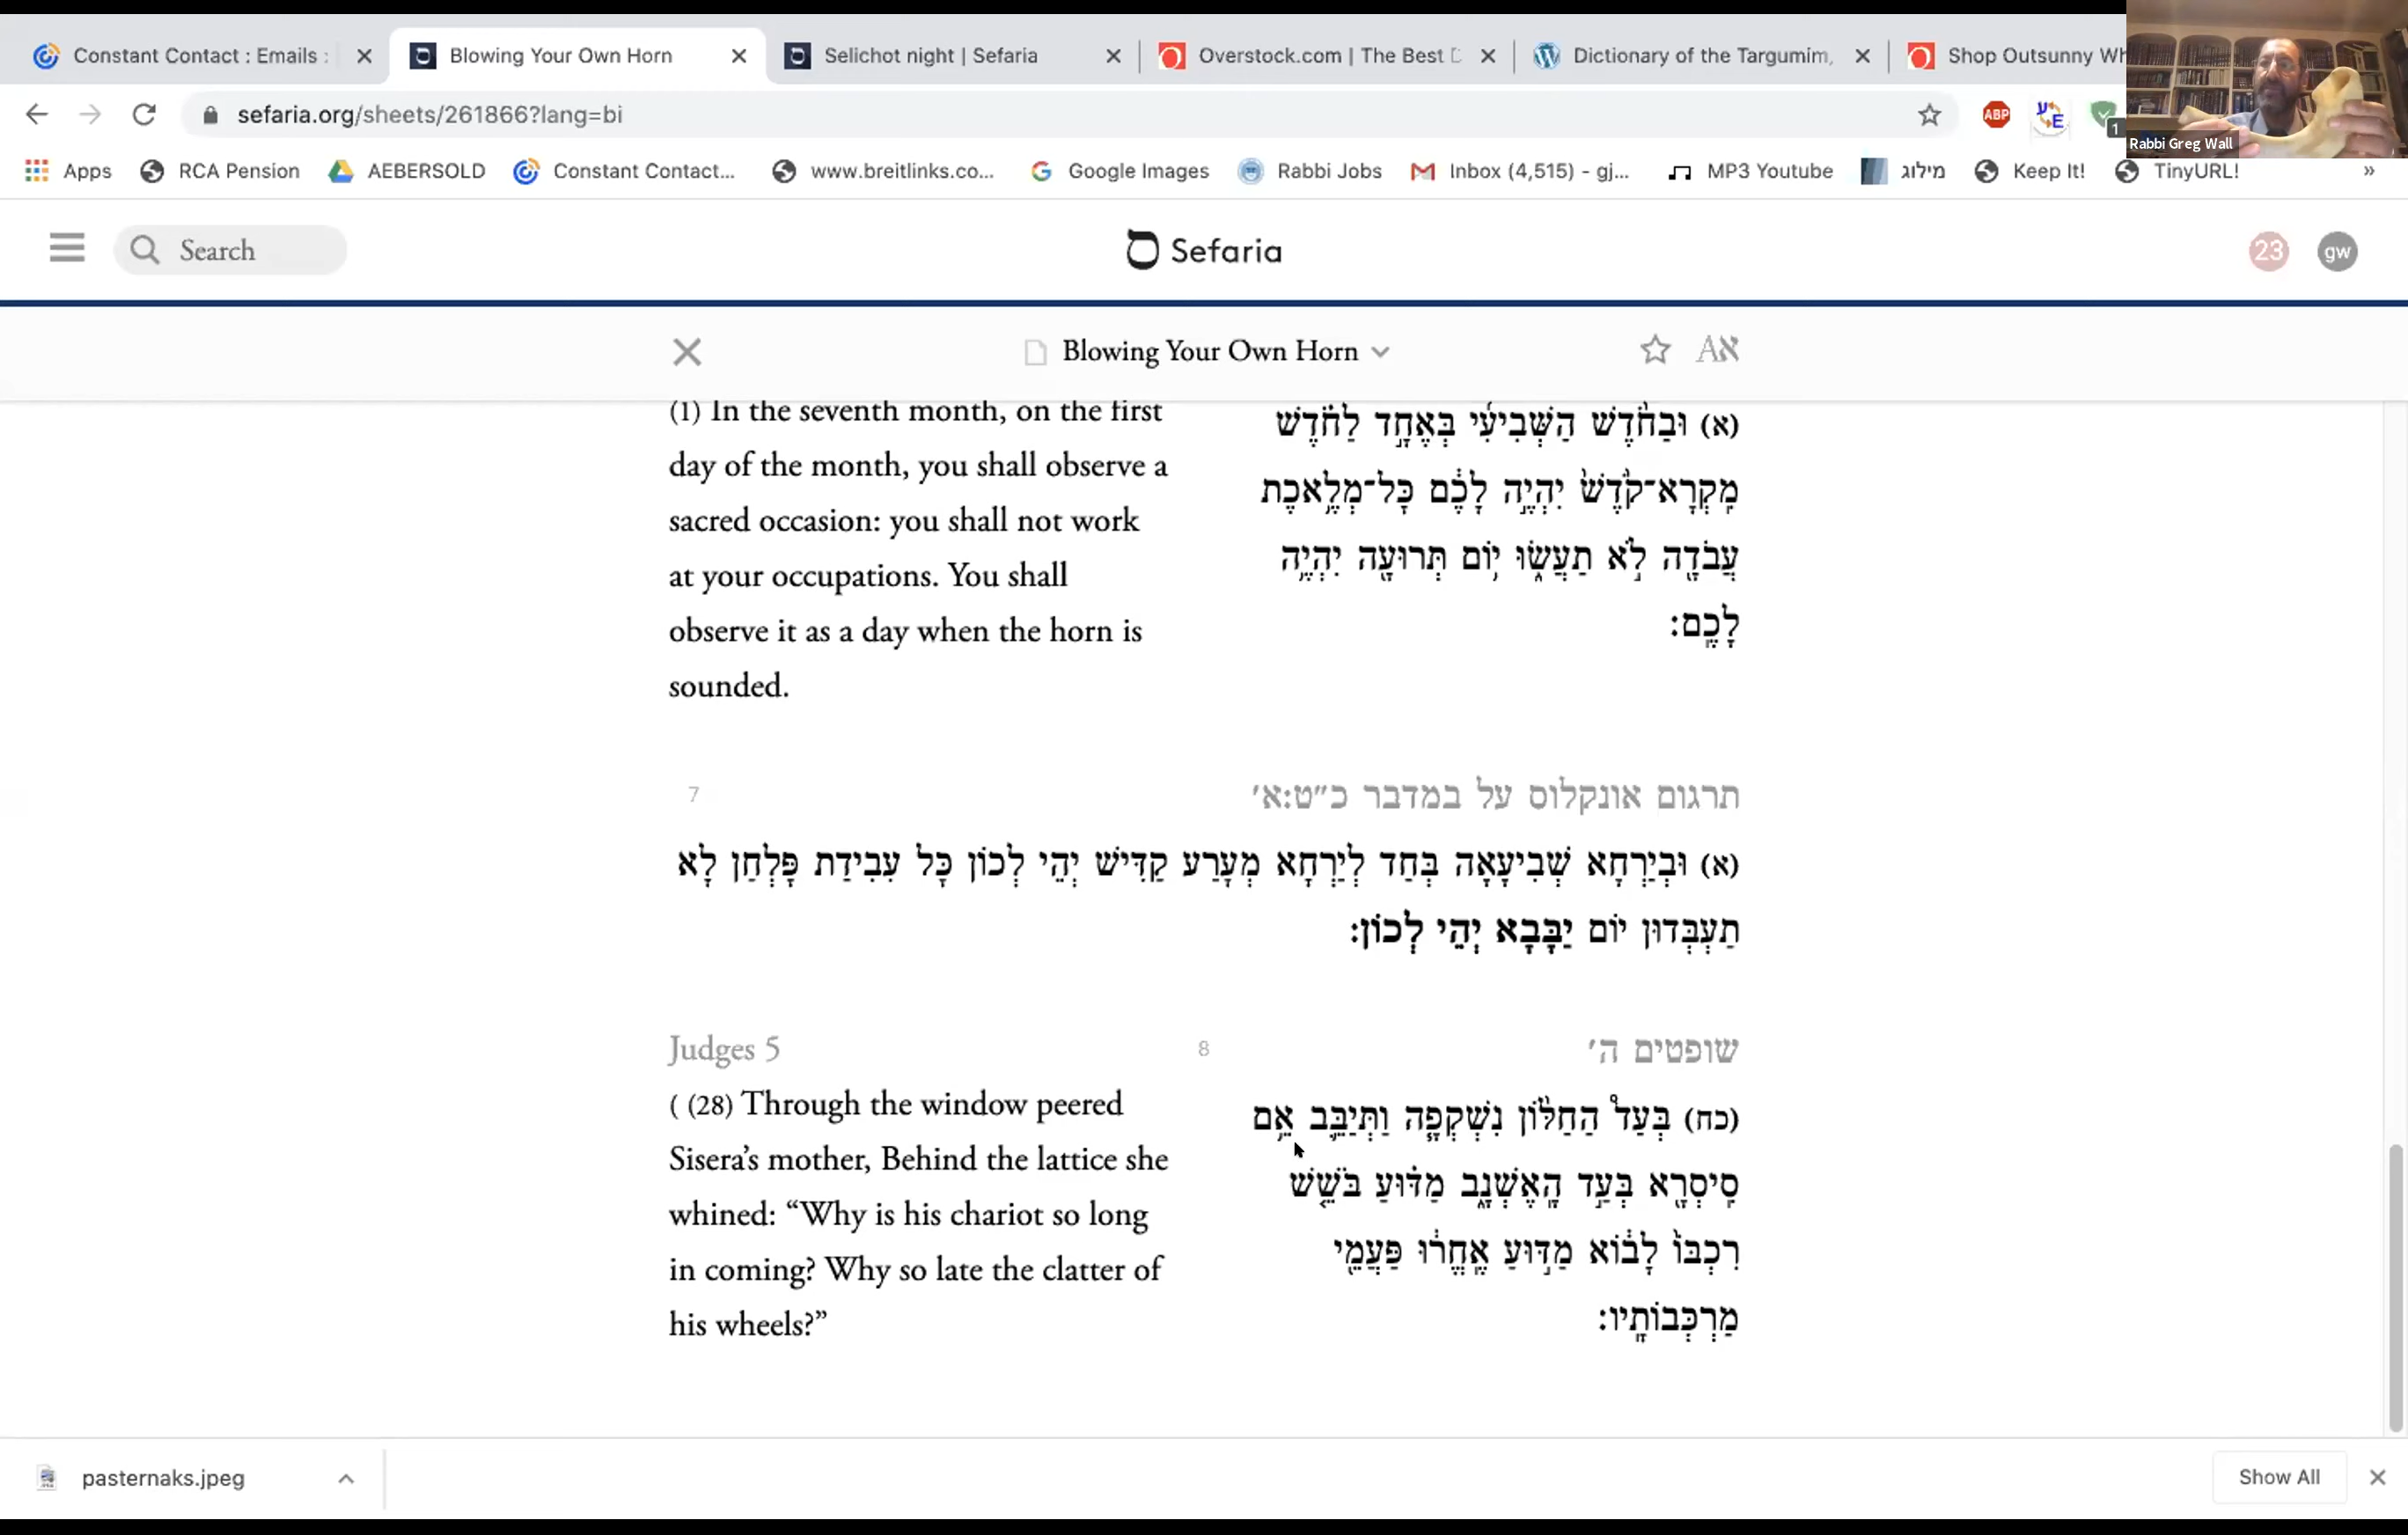 Constant Contact : Emails :
Blowing Your Own Horn
Selichot night | Sefaria
Overstock.com | The Best
Dictionary of the Targumim,
Shop Outsunny
sefaria.org/sheets/261866?lang=bi
ABP
1
Rabbi Greg Wall
Apps
RCA Pension
AEBERSOLD
Constant Contact...
www.breitlinks.co...
Google Images
Rabbi Jobs
Inbox (4,515) - gj...
MP3 Youtube
מילוג
Keep It!
TinyURL!
»
Search
Sefaria
23
gw
Blowing Your Own Horn
Aא
(1) In the seventh month, on the first
day of the month, you shall observe a
sacred occasion: you shall not work
at your occupations. You shall
observe it as a day when the horn is
sounded.
(א) וּבַחֹ֨דֶשׁ הַשְּׁבִיעִ֜י בְּאֶחָ֣ד לַחֹ֗דֶשׁ
מִֽקְרָא־קֹ֙דֶשׁ֙ יִהְיֶ֣ה לָכֶ֔ם כָּל־מְלֶ֥אכֶת
עֲבֹדָ֖ה לֹ֣א תַעֲשׂ֑וּ י֥וֹם תְּרוּעָ֖ה יִהְיֶ֥ה
לָכֶֽם׃
7
תרגום אונקלוס על במדבר כ״ט:א׳
(א) וּבְיַרְחָא שְׁבִיעָאָה בְּחַד לְיַרְחָא מְעָרַע קַדִּישׁ יְהֵי לְכוֹן כָּל עִבִידַת פָּלְחַן לָא
תַעְבְּדוּן יוֹם יַבָּבָא יְהֵי לְכוֹן:
Judges 5
8
שופטים ה׳
( (28) Through the window peered
Sisera’s mother, Behind the lattice she
whined: “Why is his chariot so long
in coming? Why so late the clatter of
his wheels?”
(כח) בְּעַד֩ הַחַלּ֨וֹן נִשְׁקְפָ֧ה וַתְּיַבֵּ֛ב אֵ֥ם
סִֽיסְרָ֖א בְּעַ֣ד הָֽאֶשְׁנָ֑ב מַדּ֗וּעַ בֹּשֵׁ֤שׁ
רִכְבּוֹ֙ לָב֔וֹא מַדּ֣וּעַ אֶֽחֱר֔וּ פַּעֲמֵ֖י
מַרְכְּבוֹתָֽיו׃
pasternaks.jpeg
Show All